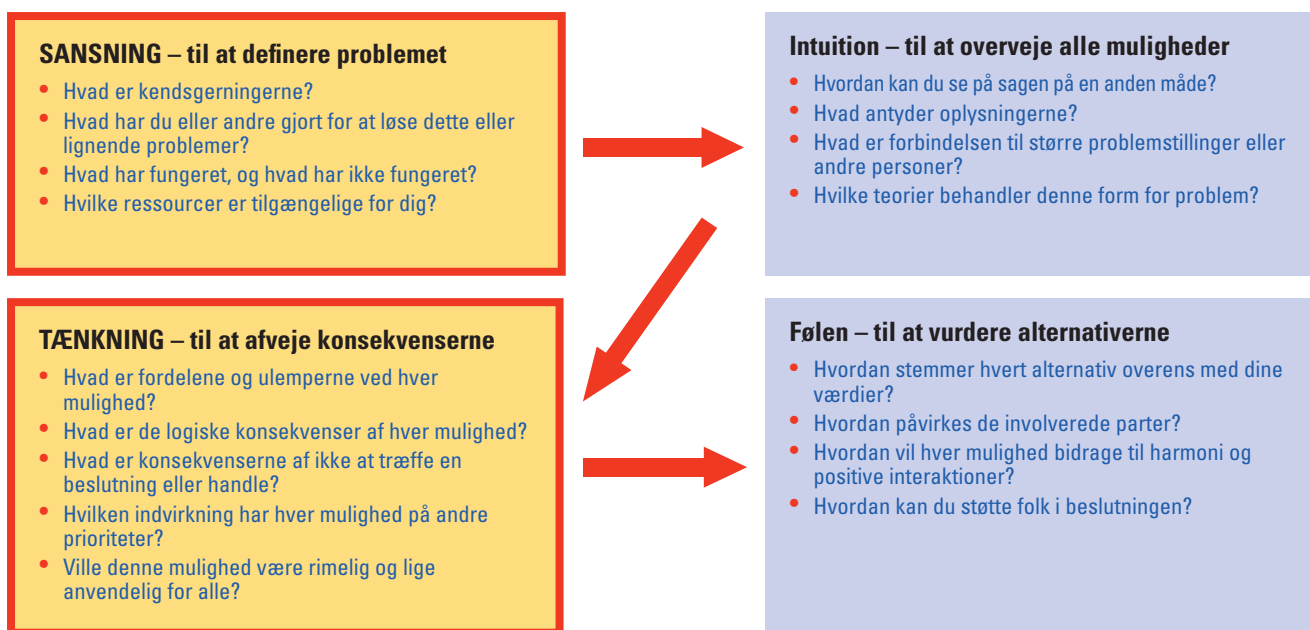 SANSNING – til at definere problemet
• Hvad er kendsgerningerne?
• Hvad har du eller andre gjort for at løse dette eller
lignende problemer?
• Hvad har fungeret, og hvad har ikke fungeret?
• Hvilke ressourcer er tilgængelige for dig?
Intuition – til at overveje alle muligheder
• Hvordan kan du se på sagen på en anden måde?
• Hvad antyder oplysningerne?
• Hvad er forbindelsen til større problemstillinger eller
andre personer?
• Hvilke teorier behandler denne form for problem?
TÆNKNING – til at afveje konsekvenserne
• Hvad er fordelene og ulemperne ved hver
mulighed?
• Hvad er de logiske konsekvenser af hver mulighed?
• Hvad er konsekvenserne af ikke at træffe en
beslutning eller handle?
• Hvilken indvirkning har hver mulighed på andre
prioriteter?
• Ville denne mulighed være rimelig og lige
anvendelig for alle?
Følen – til at vurdere alternativerne
• Hvordan stemmer hvert alternativ overens med dine
værdier?
• Hvordan påvirkes de involverede parter?
• Hvordan vil hver mulighed bidrage til harmoni og
positive interaktioner?
• Hvordan kan du støtte folk i beslutningen?